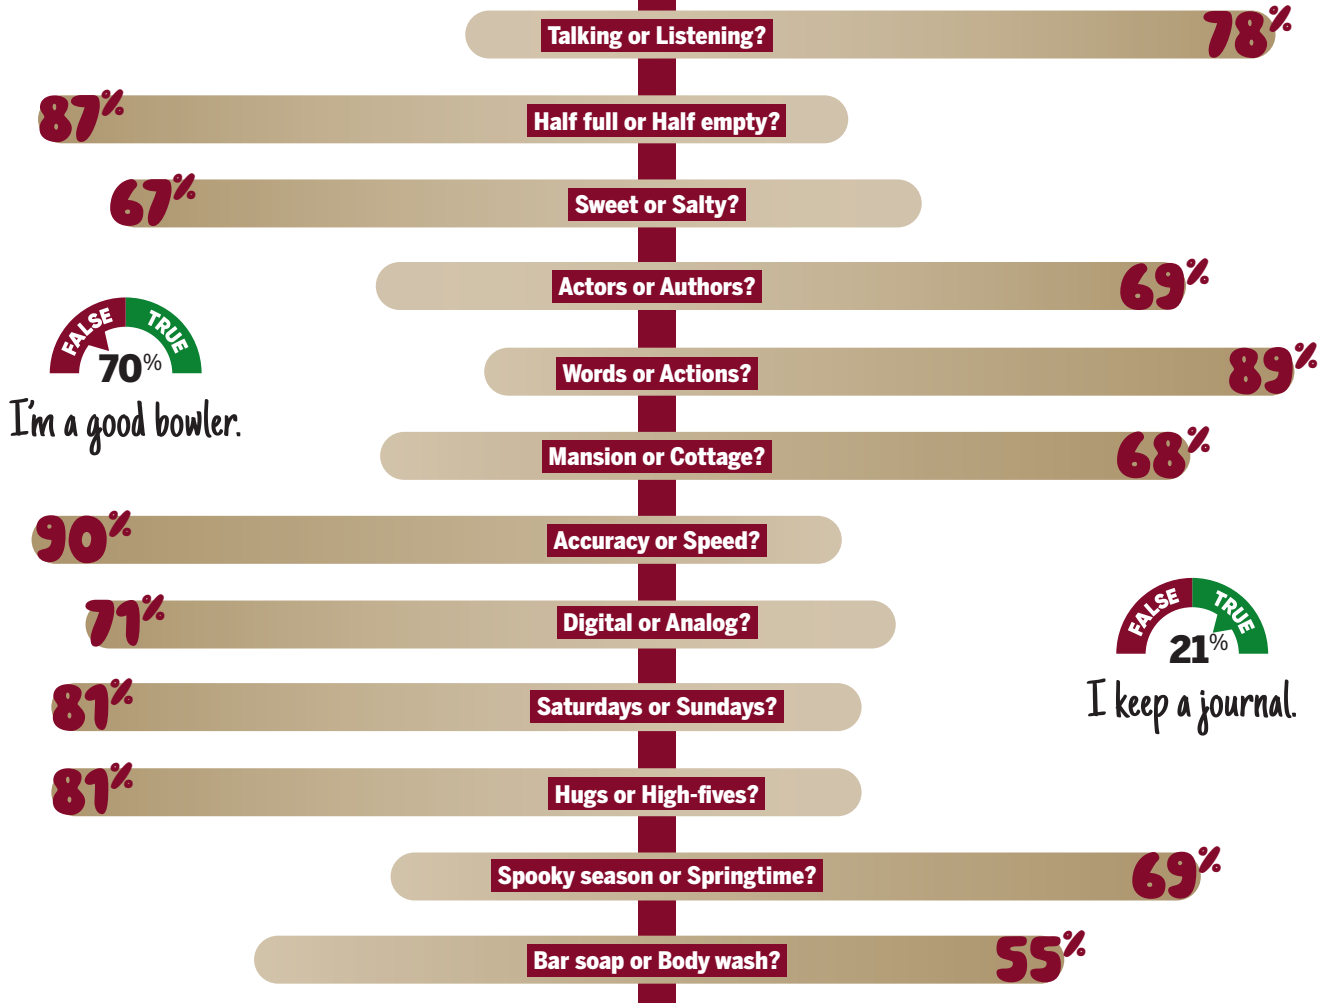 Talking or Listening?
78%
87%
Half full or Half empty?
67%
Sweet or Salty?
Actors or Authors?
69%
FALSE TRUE
70%
I'm a good bowler.
Words or Actions?
89%
Mansion or Cottage?
68%
90%
Accuracy or Speed?
71%
Digital or Analog?
FALSE TRUE
21%
I keep a journal.
81%
Saturdays or Sundays?
81%
Hugs or High-fives?
Spooky season or Springtime?
69%
Bar soap or Body wash?
55%